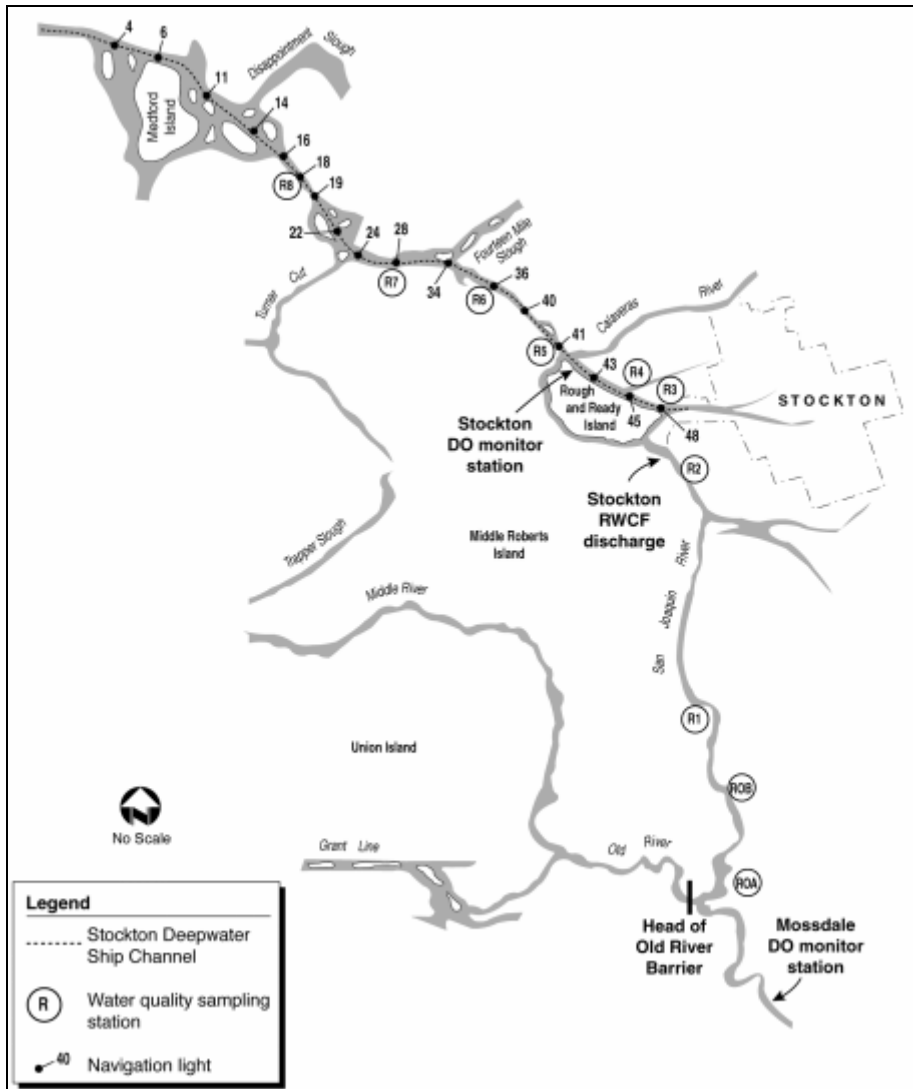 4
6
11
Disappointment
Slough
Medford
Island
14
16
18
R8
19
22
24
28
R7
Turner Cut
Fourteen Mile
Slough
34
36
R6
40
41
R5
Calaveras
River
43
R4
R3
Rough
and Ready
Island
45
48
STOCKTON
Stockton
DO monitor
station
R2
Stockton
RWCF
discharge
Middle Roberts
Island
Trapper Slough
Middle River
San Joaquin River
R1
Union Island
ROB
No Scale
Grant Line
Old River
ROA
Head of
Old River
Barrier
Mossdale
DO monitor
station
Legend
Stockton Deepwater
Ship Channel
R
Water quality sampling
station
40
Navigation light